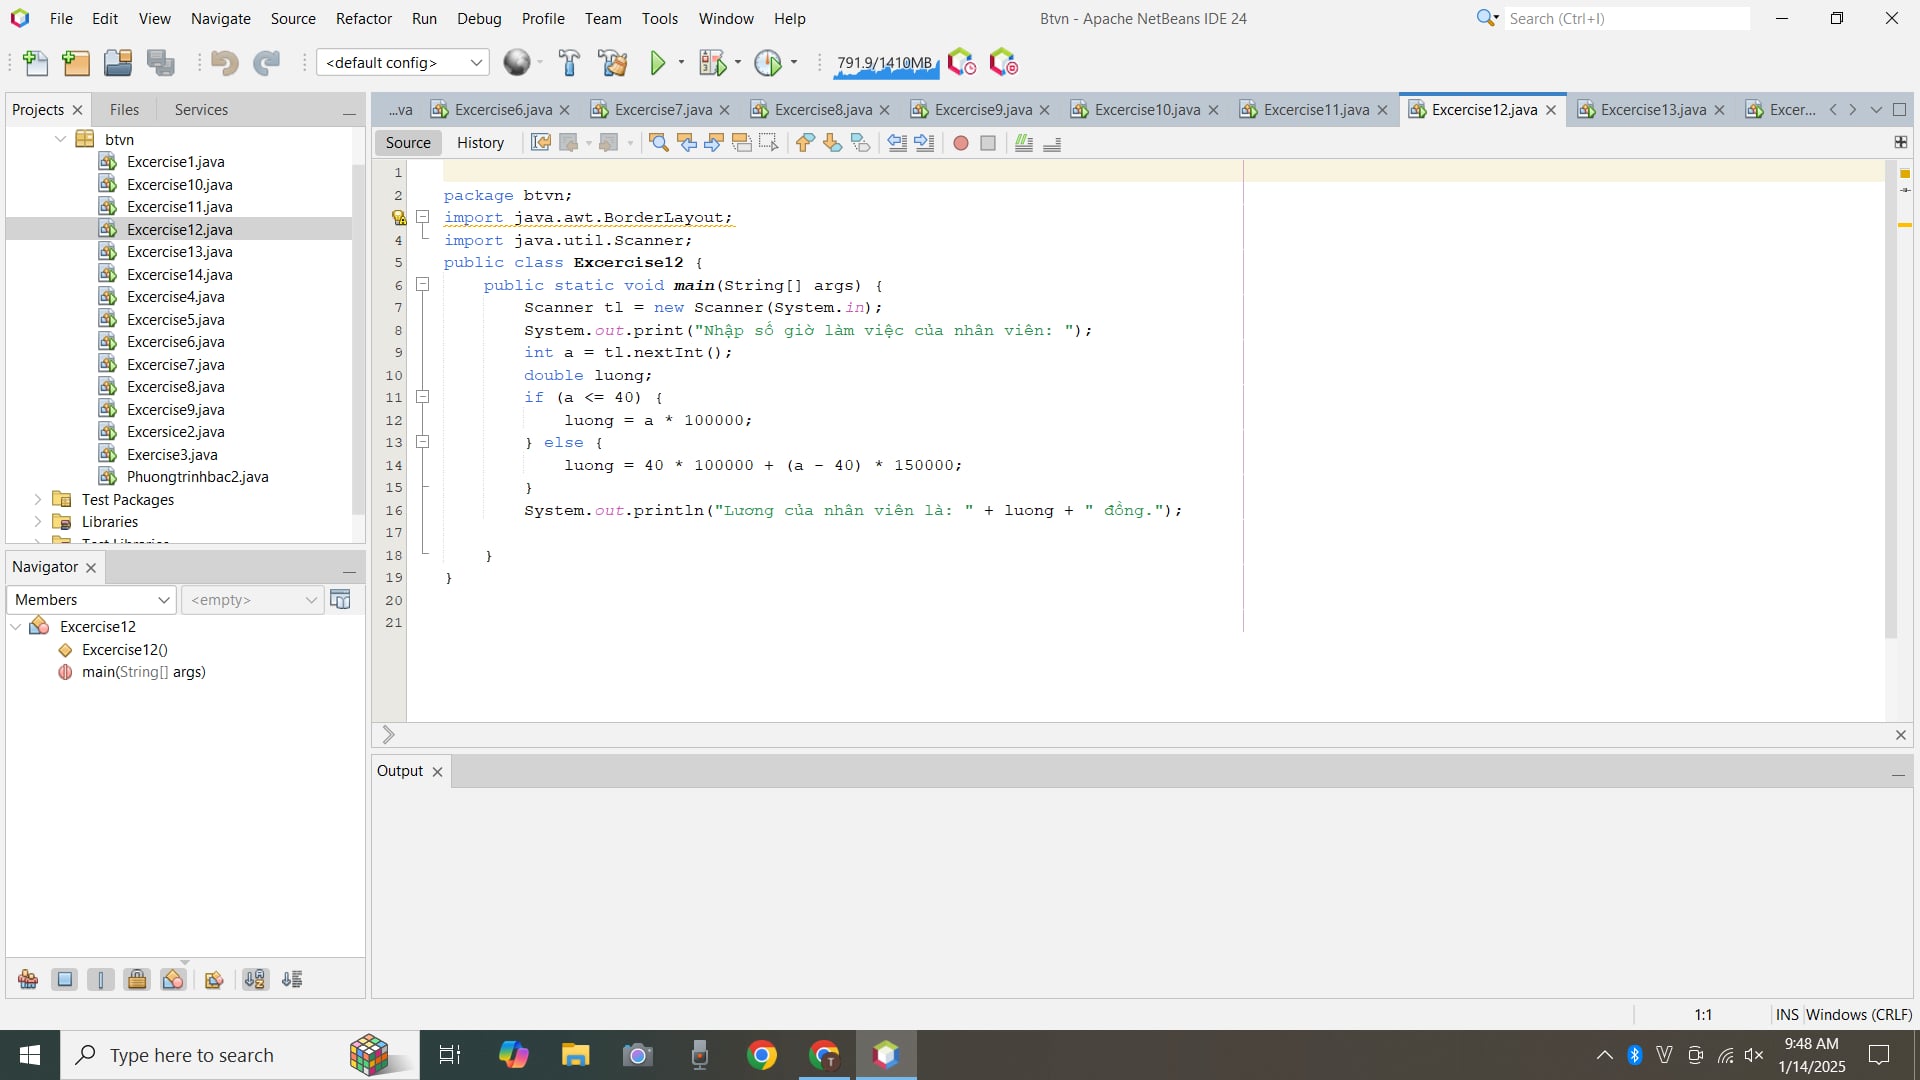 File Edit View Navigate Source Refactor Run Debug Profile Team Tools Window Help
Btvn - Apache NetBeans IDE 24
Search (Ctrl+I)
<default config>
791.9/1410MB
Projects Files Services
...va Excercise6.java Excercise7.java Excercise8.java Excercise9.java Excercise10.java Excercise11.java Excercise12.java Excercise13.java Excer...
Source History
btvn
Excercise1.java
Excercise10.java
Excercise11.java
Excercise12.java
Excercise13.java
Excercise14.java
Excercise4.java
Excercise5.java
Excercise6.java
Excercise7.java
Excercise8.java
Excercise9.java
Excersice2.java
Exercise3.java
Phuongtrinhbac2.java
Test Packages
Libraries
Test Libraries
Navigator
Members <empty>
Excercise12
Excercise12()
main(String[] args)
1
2 package btvn;
import java.awt.BorderLayout;
4 import java.util.Scanner;
5 public class Excercise12 {
6 public static void main(String[] args) {
7 Scanner tl = new Scanner(System.in);
8 System.out.print("Nhập số giờ làm việc của nhân viên: ");
9 int a = tl.nextInt();
10 double luong;
11 if (a <= 40) {
12 luong = a * 100000;
13 } else {
14 luong = 40 * 100000 + (a - 40) * 150000;
15 }
16 System.out.println("Lương của nhân viên là: " + luong + " đồng.");
17
18 }
19 }
20
21
Output
1:1 INS Windows (CRLF)
Type here to search
9:48 AM
1/14/2025